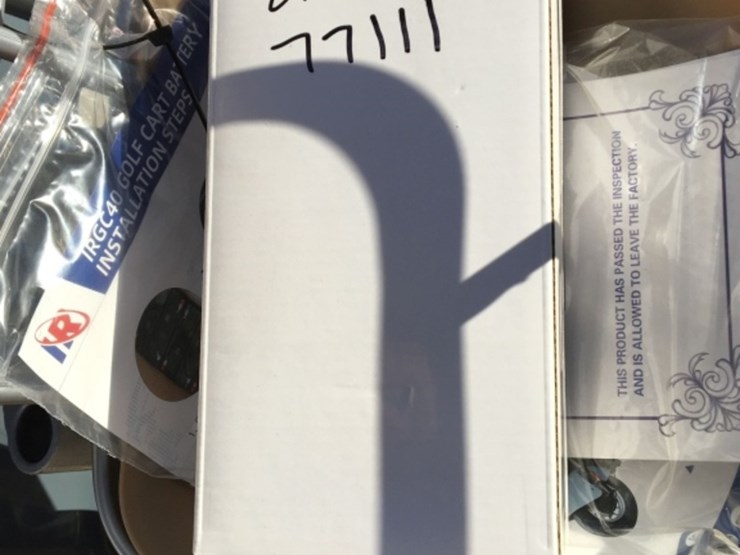 77111
IRGC40 GOLF CART BATTERY
INSTALLATION STEPS
IR
THIS PRODUCT HAS PASSED THE INSPECTION
AND IS ALLOWED TO LEAVE THE FACTORY.